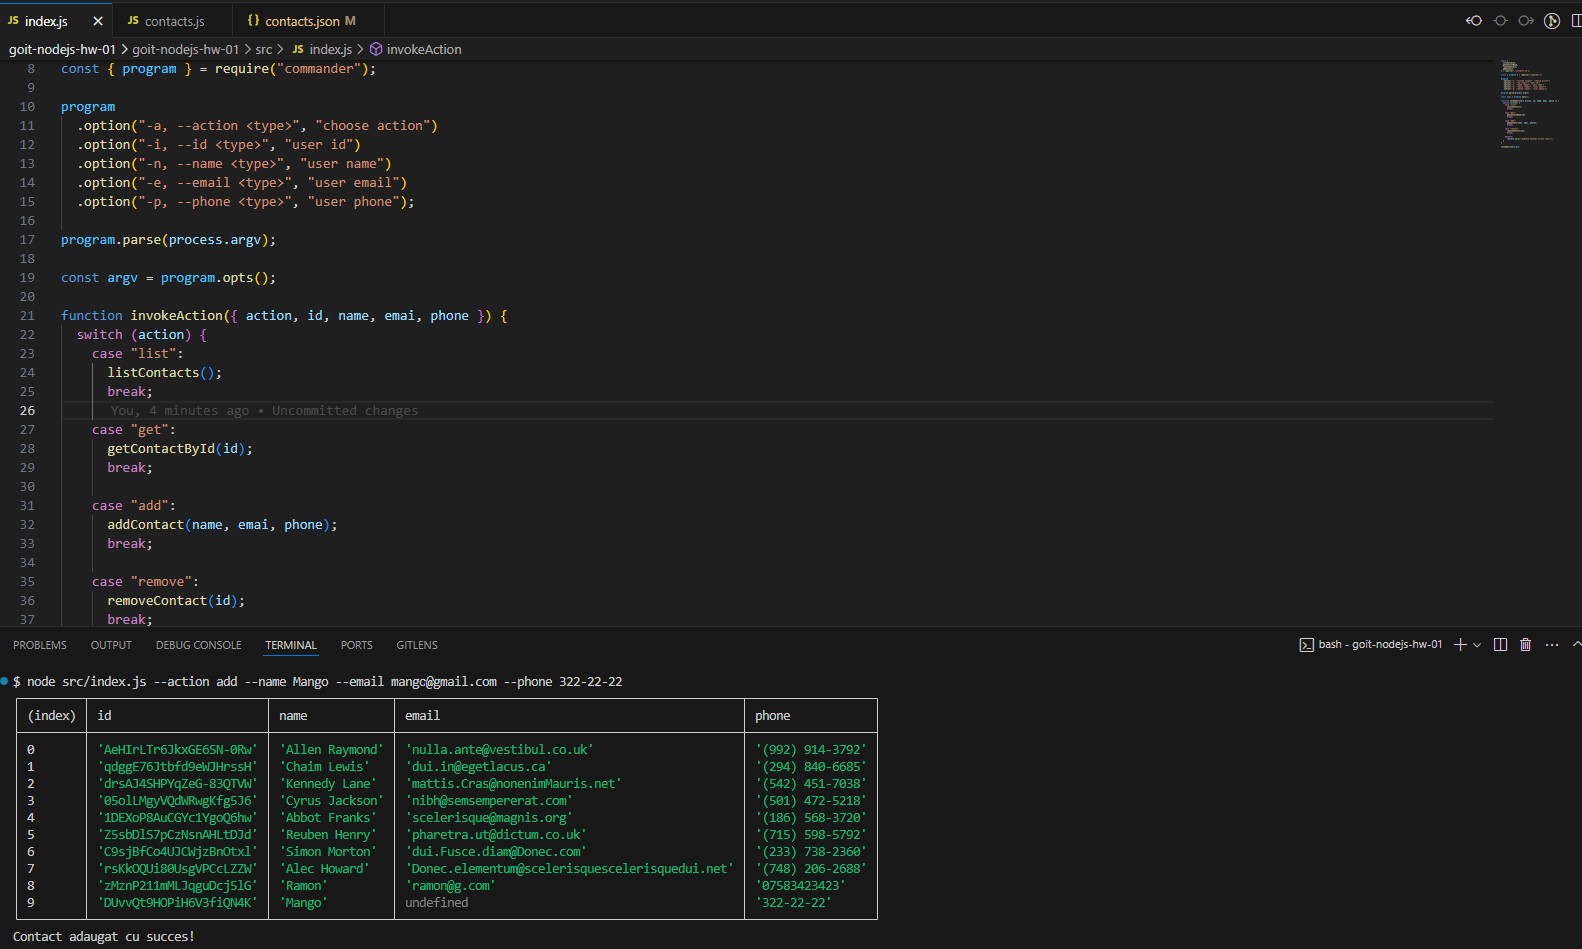 JS index.js × JS contacts.js {} contacts.json M
goit-nodejs-hw-01 > goit-nodejs-hw-01 > src > JS index.js > invokeAction
8 const { program } = require("commander");
9
10 program
11 .option("-a, --action <type>", "choose action")
12 .option("-i, --id <type>", "user id")
13 .option("-n, --name <type>", "user name")
14 .option("-e, --email <type>", "user email")
15 .option("-p, --phone <type>", "user phone");
16
17 program.parse(process.argv);
18
19 const argv = program.opts();
20
21 function invokeAction({ action, id, name, emai, phone }) {
22 switch (action) {
23 case "list":
24 listContacts();
25 break;
26 You, 4 minutes ago • Uncommitted changes
27 case "get":
28 getContactById(id);
29 break;
30
31 case "add":
32 addContact(name, emai, phone);
33 break;
34
35 case "remove":
36 removeContact(id);
37 break;
PROBLEMS OUTPUT DEBUG CONSOLE TERMINAL PORTS GITLENS bash - goit-nodejs-hw-01
$ node src/index.js --action add --name Mango --email mango@gmail.com --phone 322-22-22
(index) id name email phone
0 'AeHIrLTr6JkxGE6SN-0Rw' 'Allen Raymond' 'nulla.ante@vestibul.co.uk' '(992) 914-3792'
1 'qdggE76Jtbfd9eWJHrssH' 'Chaim Lewis' 'dui.in@egetlacus.ca' '(294) 840-6685'
2 'drsAJ4SHPYqZeG-83QTVW' 'Kennedy Lane' 'mattis.Cras@nonenimMauris.net' '(542) 451-7038'
3 '05olLMgyVQdWRwgKfg5J6' 'Cyrus Jackson' 'nibh@semsempererat.com' '(501) 472-5218'
4 '1DEXoP8AuCGYc1YgoQ6hw' 'Abbot Franks' 'scelerisque@magnis.org' '(186) 568-3720'
5 'Z5sbDlS7pCzNsnAHLtDJd' 'Reuben Henry' 'pharetra.ut@dictum.co.uk' '(715) 598-5792'
6 'C9sjBfCo4UJCWjzBnOtxl' 'Simon Morton' 'dui.Fusce.diam@Donec.com' '(233) 738-2360'
7 'rsKkOQUi80UsgVPCcLZZW' 'Alec Howard' 'Donec.elementum@scelerisquescelerisquedui.net' '(748) 206-2688'
8 'zMznP211mMLJqguDcj5lG' 'Ramon' 'ramon@g.com' '07583423423'
9 'DUvvQt9HOPiH6V3fiQN4K' 'Mango' undefined '322-22-22'
Contact adaugat cu succes!